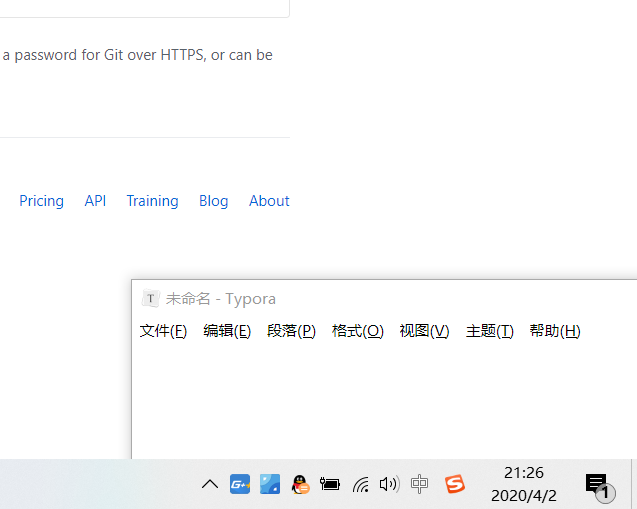 a password for Git over HTTPS, or can be
Pricing API Training Blog About
T 未命名 - Typora
文件(F) 编辑(E) 段落(P) 格式(O) 视图(V) 主题(T) 帮助(H)
G++ 中 S 21:26
2020/4/2 1